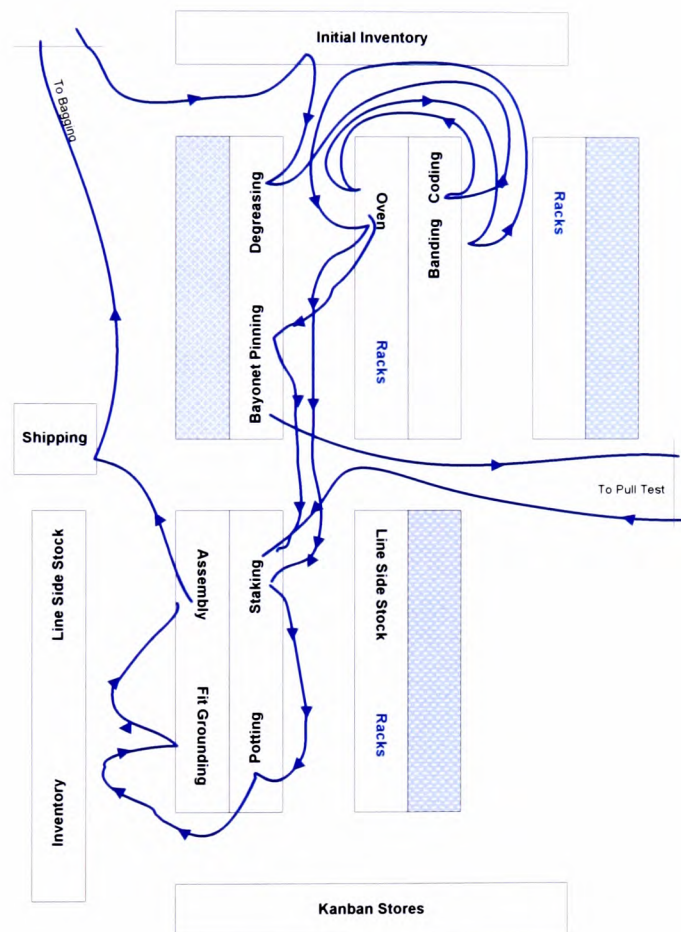 Initial Inventory
To Bagging
Degreasing
Oven
Coding
Banding
Racks
Bayonet Pinning
Racks
Shipping
To Pull Test
Line Side Stock
Assembly
Staking
Line Side Stock
Inventory
Fit Grounding
Potting
Racks
Kanban Stores